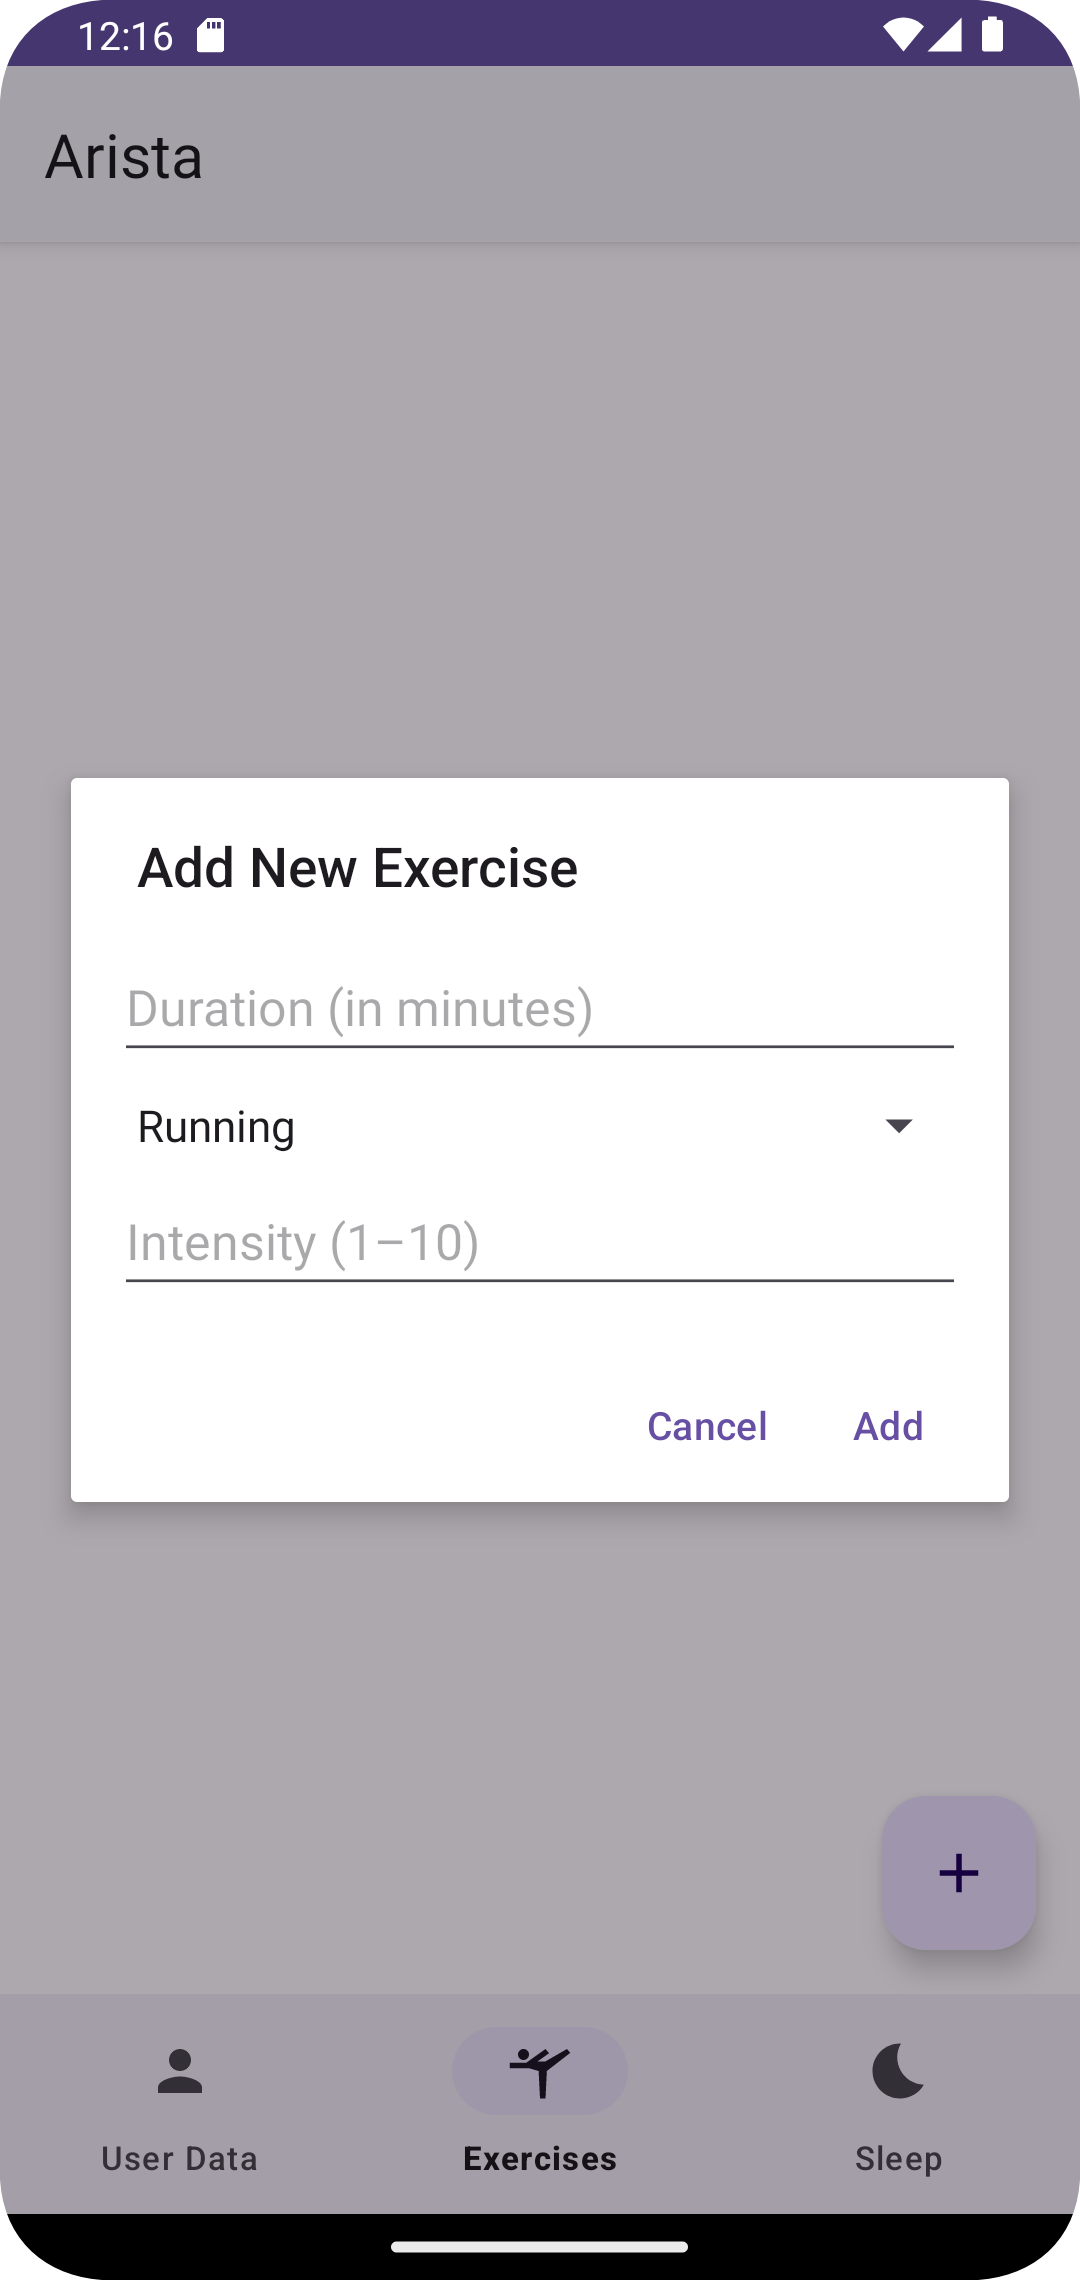 12:16
Arista
Add New Exercise
Duration (in minutes)
Running
Intensity (1–10)
Cancel Add
User Data Exercises Sleep